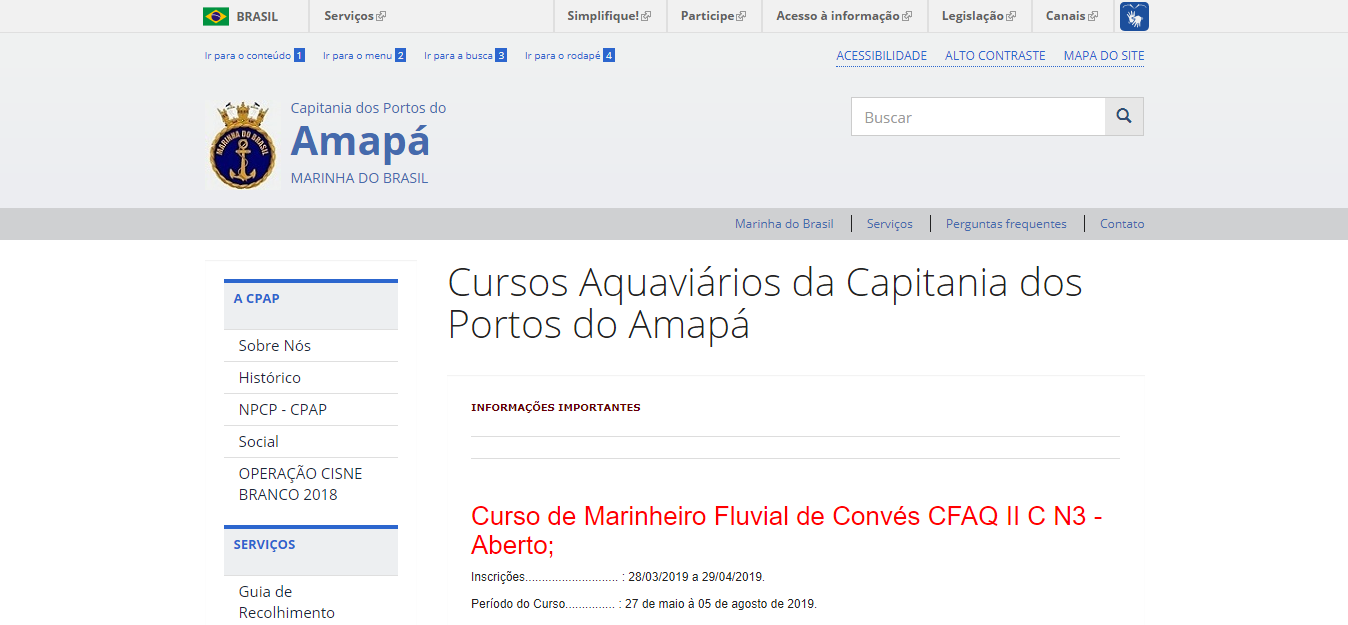 BRASIL Serviços Simplifique! Participe Acesso à informação Legislação Canais
Ir para o conteúdo 1 Ir para o menu 2 Ir para a busca 3 Ir para o rodapé 4 ACESSIBILIDADE ALTO CONTRASTE MAPA DO SITE
MARINHA DO BRASIL
Capitania dos Portos do
Amapá
MARINHA DO BRASIL
Buscar
Marinha do Brasil Serviços Perguntas frequentes Contato
A CPAP
Sobre Nós
Histórico
NPCP - CPAP
Social
OPERAÇÃO CISNE
BRANCO 2018
SERVIÇOS
Guia de
Recolhimento
Cursos Aquaviários da Capitania dos
Portos do Amapá
INFORMAÇÕES IMPORTANTES
Curso de Marinheiro Fluvial de Convés CFAQ II C N3 -
Aberto;
Inscrições............................ : 28/03/2019 a 29/04/2019.
Período do Curso............... : 27 de maio à 05 de agosto de 2019.